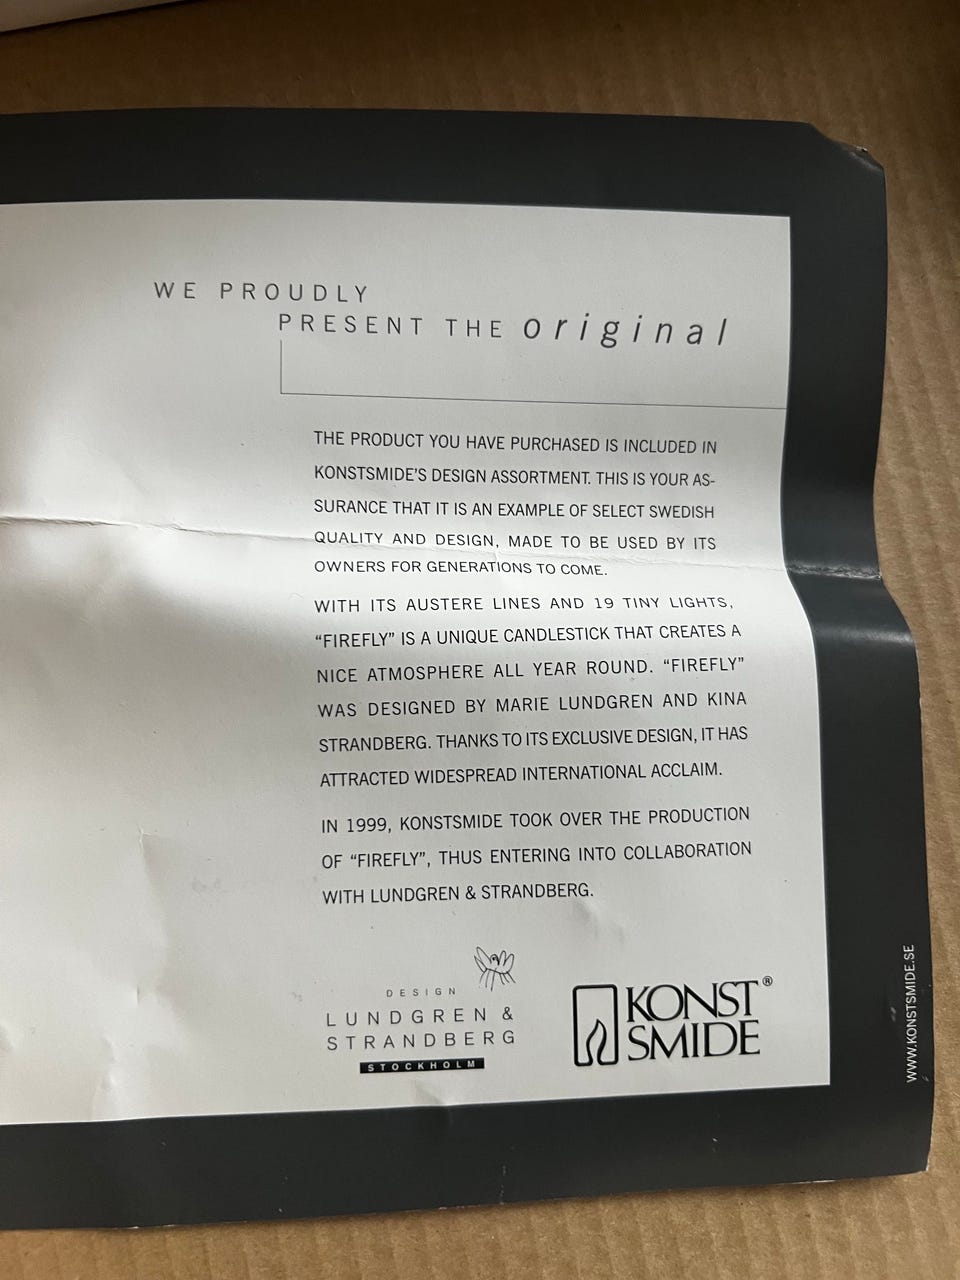 WE PROUDLY
PRESENT THE original
THE PRODUCT YOU HAVE PURCHASED IS INCLUDED IN
KONSTSMIDE'S DESIGN ASSORTMENT. THIS IS YOUR AS-
SURANCE THAT IT IS AN EXAMPLE OF SELECT SWEDISH
QUALITY AND DESIGN, MADE TO BE USED BY ITS
OWNERS FOR GENERATIONS TO COME.
WITH ITS AUSTERE LINES AND 19 TINY LIGHTS,
"FIREFLY" IS A UNIQUE CANDLESTICK THAT CREATES A
NICE ATMOSPHERE ALL YEAR ROUND. "FIREFLY"
WAS DESIGNED BY MARIE LUNDGREN AND KINA
STRANDBERG. THANKS TO ITS EXCLUSIVE DESIGN, IT HAS
ATTRACTED WIDESPREAD INTERNATIONAL ACCLAIM.
IN 1999, KONSTSMIDE TOOK OVER THE PRODUCTION
OF "FIREFLY", THUS ENTERING INTO COLLABORATION
WITH LUNDGREN & STRANDBERG.
DESIGN
LUNDGREN &
STRANDBERG
STOCKHOLM
KONST®
SMIDE
WWW.KONSTSMIDE.SE